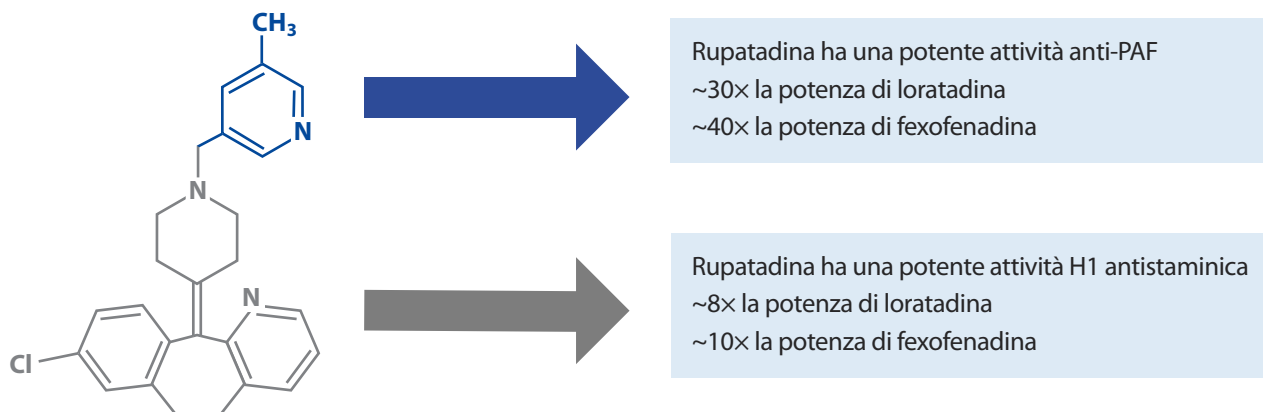 CH₃
Rupatadina ha una potente attività anti-PAF
~30× la potenza di loratadina
~40× la potenza di fexofenadina
N
N
Rupatadina ha una potente attività H1 antistaminica
~8× la potenza di loratadina
~10× la potenza di fexofenadina
N
Cl